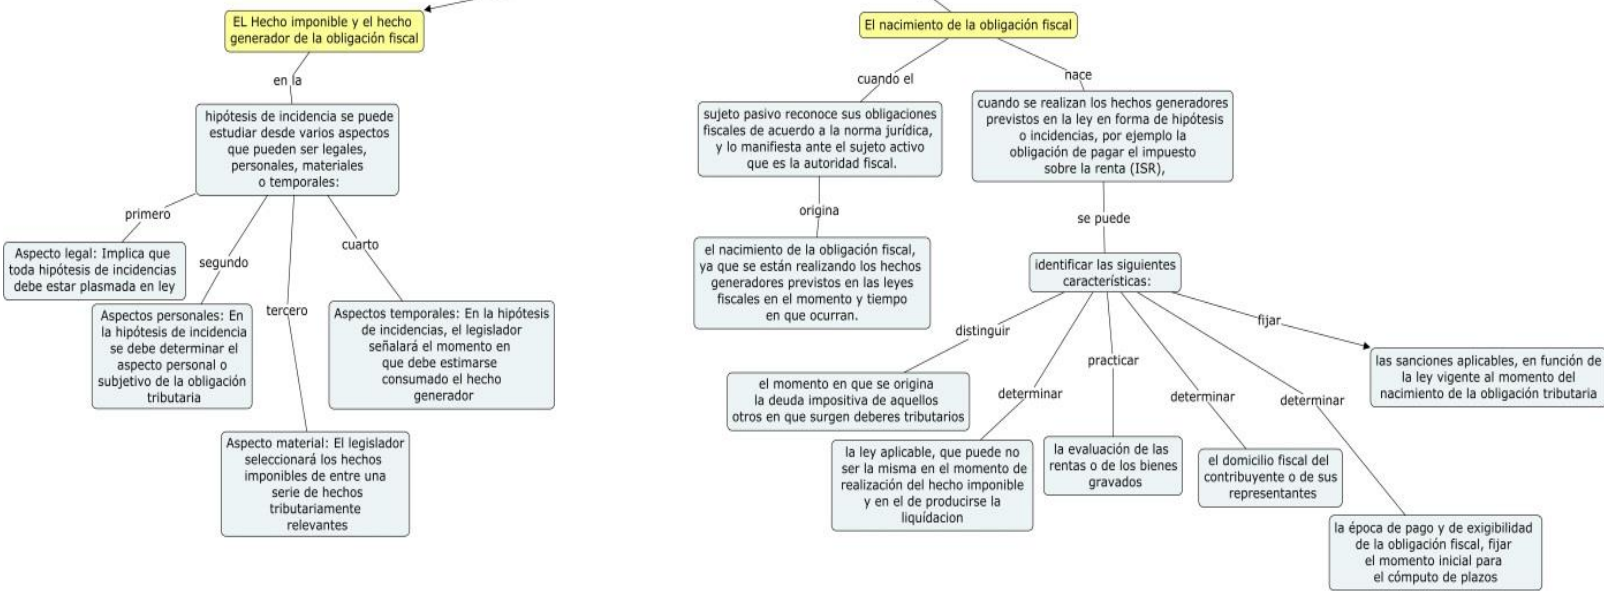 EL Hecho imponible y el hecho
generador de la obligación fiscal
en la
hipótesis de incidencia se puede
estudiar desde varios aspectos
que pueden ser legales,
personales, materiales
o temporales:
primero
Aspecto legal: Implica que
toda hipótesis de incidencias
debe estar plasmada en ley
segundo
Aspectos personales: En
la hipótesis de incidencia
se debe determinar el
aspecto personal o
subjetivo de la obligación
tributaria
tercero
Aspecto material: El legislador
seleccionará los hechos
imponibles de entre una
serie de hechos
tributariamente
relevantes
cuarto
Aspectos temporales: En la hipótesis
de incidencias, el legislador
señalará el momento en
que debe estimarse
consumado el hecho
generador
El nacimiento de la obligación fiscal
cuando el
sujeto pasivo reconoce sus obligaciones
fiscales de acuerdo a la norma jurídica,
y lo manifiesta ante el sujeto activo
que es la autoridad fiscal.
origina
el nacimiento de la obligación fiscal,
ya que se están realizando los hechos
generadores previstos en las leyes
fiscales en el momento y tiempo
en que ocurran.
nace
cuando se realizan los hechos generadores
previstos en la ley en forma de hipótesis
o incidencias, por ejemplo la
obligación de pagar el impuesto
sobre la renta (ISR),
se puede
identificar las siguientes
características:
distinguir
el momento en que se origina
la deuda impositiva de aquellos
otros en que surgen deberes tributarios
determinar
la ley aplicable, que puede no
ser la misma en el momento de
realización del hecho imponible
y en el de producirse la
liquídacion
practicar
la evaluación de las
rentas o de los bienes
gravados
determinar
el domicilio fiscal del
contribuyente o de sus
representantes
determinar
la época de pago y de exigibilidad
de la obligación fiscal, fijar
el momento inicial para
el cómputo de plazos
fijar
las sanciones aplicables, en función de
la ley vigente al momento del
nacimiento de la obligación tributaria